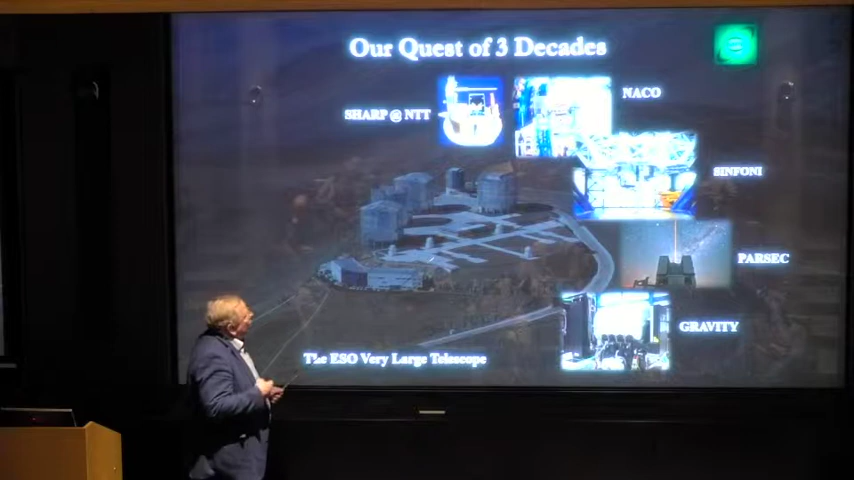 Our Quest of 3 Decades
SHARP @ NTT
NACO
SINFONI
PARSEC
GRAVITY
The ESO Very Large Telescope